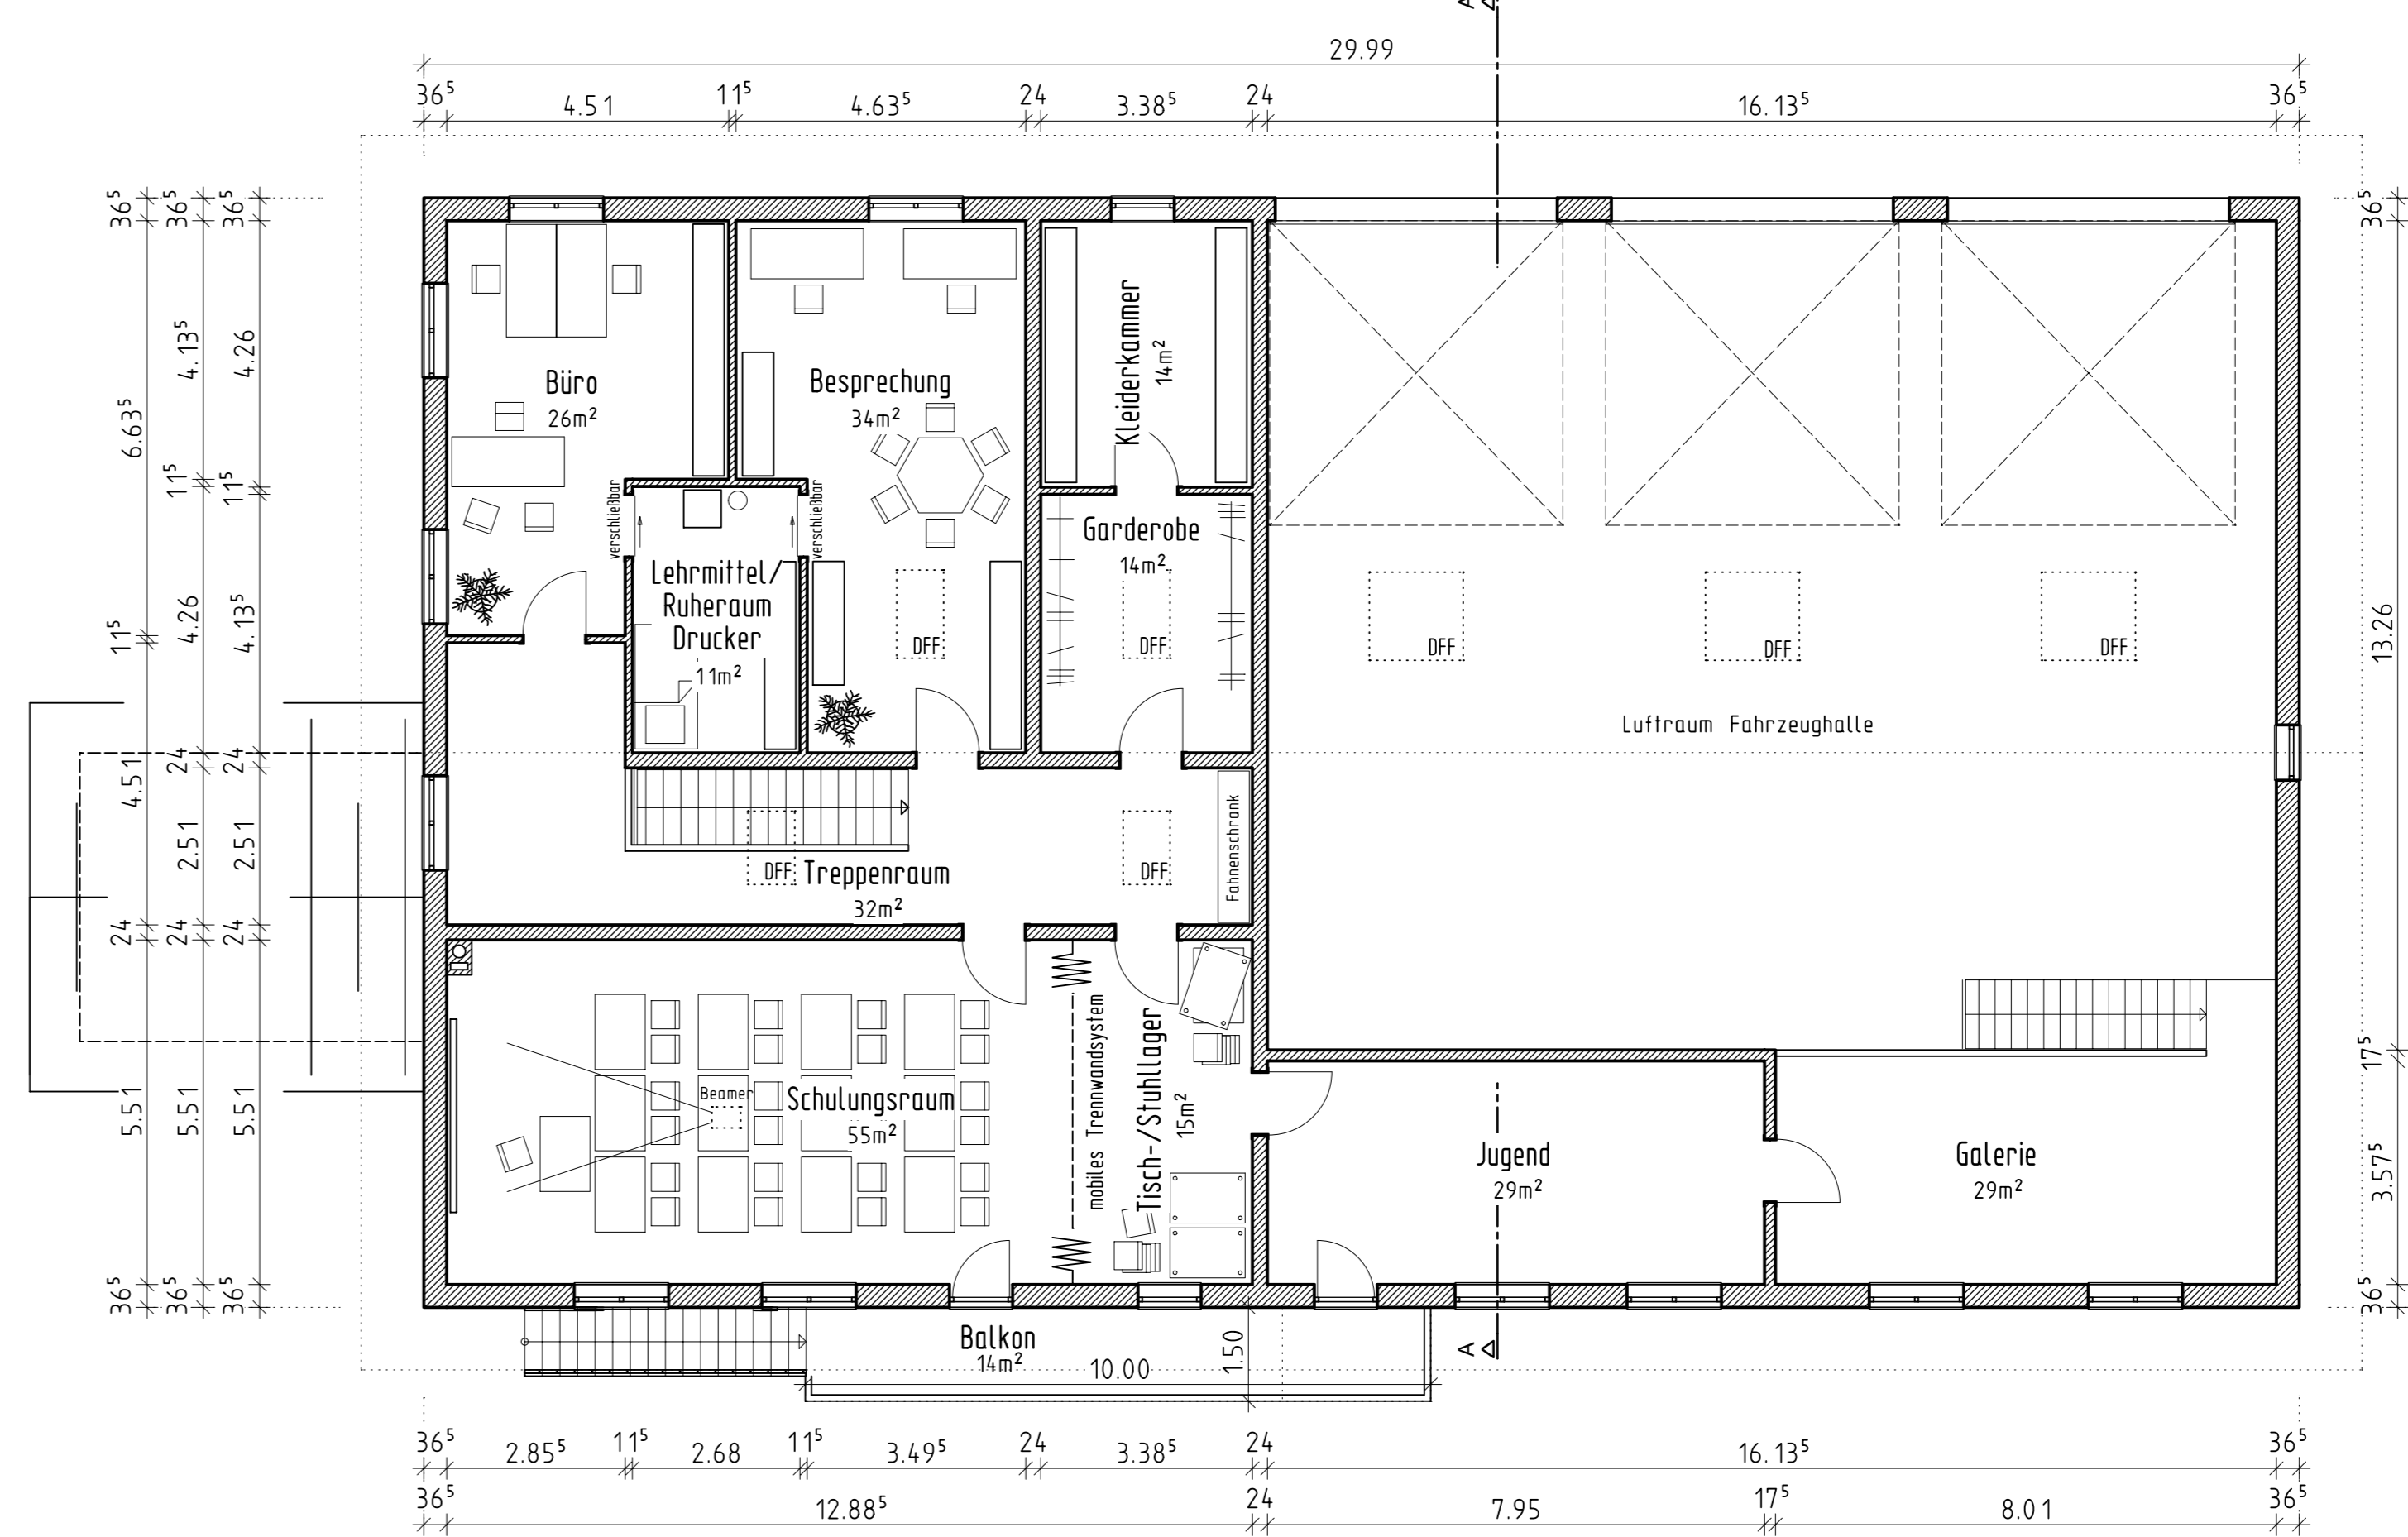 A
29.99
36⁵ 4.51 11⁵ 4.63⁵ 24 3.38⁵ 24 16.13⁵ 36⁵
36⁵ 36⁵ 36⁵
6.63⁵ 4.13⁵ 4.26
11⁵ 11⁵
11⁵ 4.26 4.13⁵
4.51 24 24
2.51 2.51
24 24 24
5.51 5.51 5.51
36⁵ 36⁵ 36⁵
Büro
26m²
Besprechung
34m²
Kleiderkammer
14m²
verschließbar
verschließbar
Lehrmittel/
Ruheraum
Drucker
11m²
Garderobe
14m²
DFF
DFF
DFF
DFF
DFF
Luftraum Fahrzeughalle
DFF
DFF
Treppenraum
32m²
Fahnenschrank
Beamer
Schulungsraum
55m²
mobiles Trennwandsystem
Tisch-/Stuhllager
15m²
Jugend
29m²
Galerie
29m²
36⁵
13.26
17⁵
3.57⁵
36⁵
Balkon
14m²
10.00
1.50
A
36⁵ 2.85⁵ 11⁵ 2.68 11⁵ 3.49⁵ 24 3.38⁵ 24 16.13⁵ 36⁵
36⁵ 12.88⁵ 24 7.95 17⁵ 8.01 36⁵